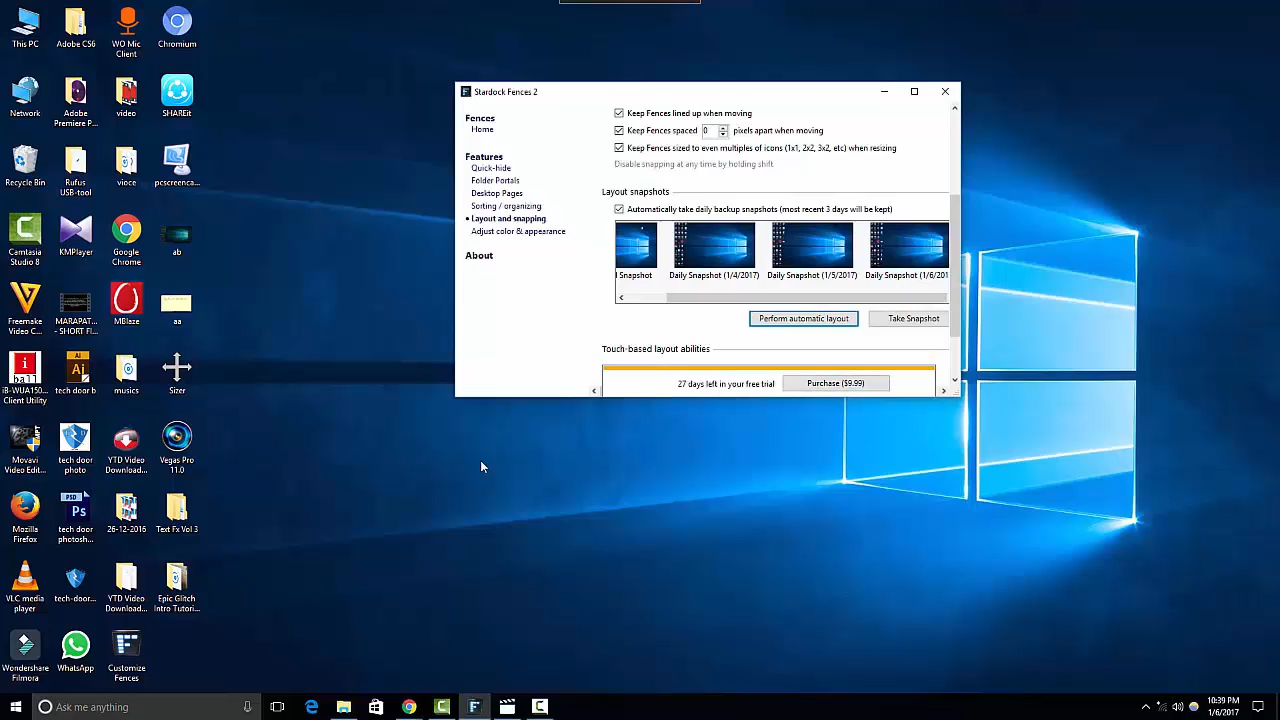 This PC
Adobe CS6
WO Mic
Client
Chromium
Network
Adobe
Premiere P...
video
SHAREit
Recycle Bin
Rufus
USB-tool
vioce
pcscreenca...
Camtasia
Studio 8
KMPlayer
Google
Chrome
ab
Freemake
Video C...
MARAPAT...
SHORT FI...
MBlaze
aa
iB-WUA150...
Client Utility
tech doorb
musics
Sizer
Movavi
Video Edit...
tech door
photo
YTD Video
Download...
Vegas Pro
11.0
Mozilla
Firefox
tech door
photosh...
26-12-2016
Text Fx Vol 3
VLC media
player
tech-door...
YTD Video
Download...
Epic Glitch
Intro Tutori...
Wondershare
Filmora
WhatsApp
Customize
Fences
Stardock Fences 2
Fences
Home
Features
Quick-hide
Folder Portals
Desktop Pages
Sorting / organizing
Layout and snapping
Adjust color & appearance
About
Keep Fences lined up when moving
Keep Fences spaced 0 pixels apart when moving
Keep Fences sized to even multiples of icons (1x1, 2x2, 3x2, etc) when resizing
Disable snapping at any time by holding shift
Layout snapshots
Automatically take daily backup snapshots (most recent 3 days will be kept)
l Snapshot Daily Snapshot (1/4/2017) Daily Snapshot (1/5/2017) Daily Snapshot (1/6/201
Perform automatic layout Take Snapshot
Touch-based layout abilities
27 days left in your free trial Purchase ($9.99)
Ask me anything
10:39 PM
1/6/2017